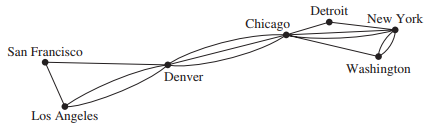 Detroit
Chicago
New York
San Francisco
Denver
Washington
Los Angeles